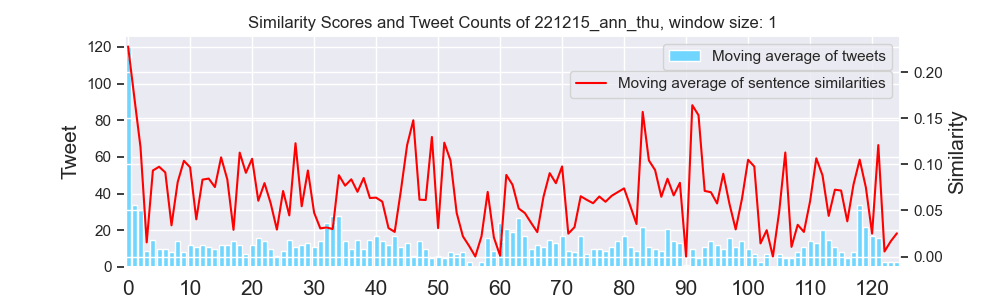 Similarity Scores and Tweet Counts of 221215_ann_thu, window size: 1
Moving average of tweets
Moving average of sentence similarities
Tweet
Similarity
120
100
80
60
40
20
0
0.20
0.15
0.10
0.05
0.00
0 10 20 30 40 50 60 70 80 90 100 110 120